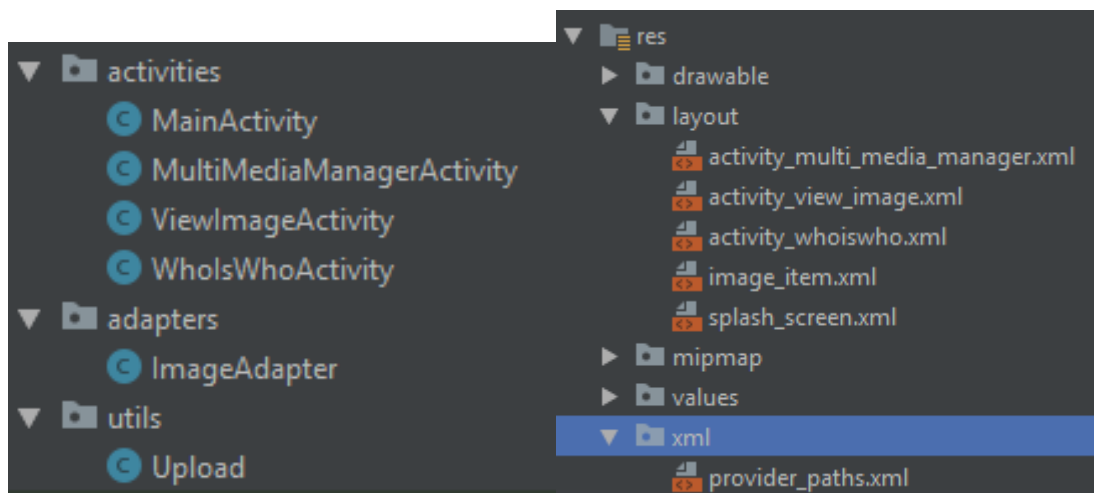 activities
MainActivity
MultiMediaManagerActivity
ViewImageActivity
WhoIsWhoActivity
adapters
ImageAdapter
utils
Upload
res
drawable
layout
activity_multi_media_manager.xml
activity_view_image.xml
activity_whoiswho.xml
image_item.xml
splash_screen.xml
mipmap
values
xml
provider_paths.xml